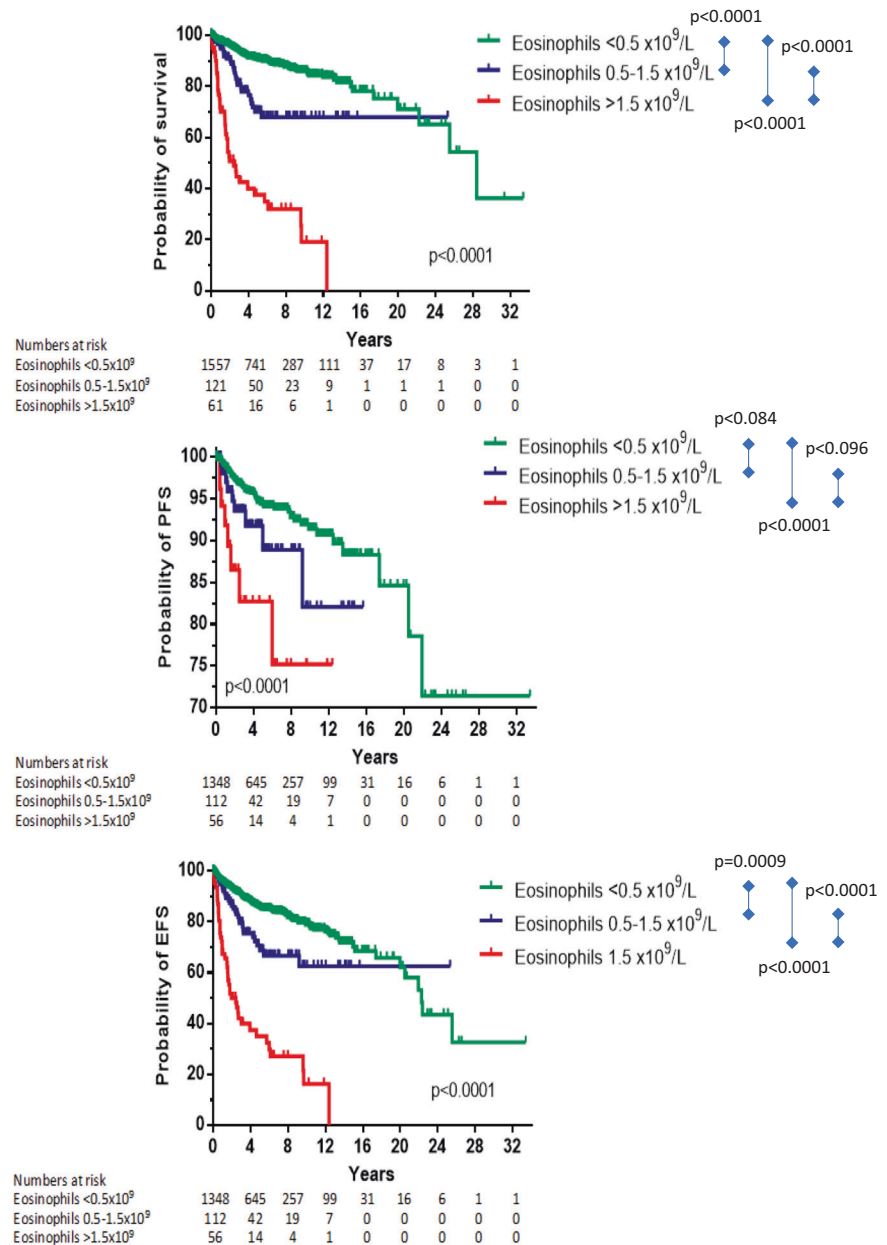 p<0.0001
p<0.0001
p<0.0001
Eosinophils <0.5 x10⁹/L
Eosinophils 0.5-1.5 x10⁹/L
Eosinophils >1.5 x10⁹/L
Probability of survival
100
80
60
40
20
0
p<0.0001
0 4 8 12 16 20 24 28 32
Years
Numbers at risk
Eosinophils <0.5x10⁹ 1557 741 287 111 37 17 8 3 1
Eosinophils 0.5-1.5x10⁹ 121 50 23 9 1 1 1 0 0
Eosinophils >1.5x10⁹ 61 16 6 1 0 0 0 0 0
p<0.084
p<0.096
p<0.0001
Eosinophils <0.5 x10⁹/L
Eosinophils 0.5-1.5 x10⁹/L
Eosinophils >1.5 x10⁹/L
Probability of PFS
100
95
90
85
80
75
70
p<0.0001
0 4 8 12 16 20 24 28 32
Years
Numbers at risk
Eosinophils <0.5x10⁹ 1348 645 257 99 31 16 6 1 1
Eosinophils 0.5-1.5x10⁹ 112 42 19 7 0 0 0 0 0
Eosinophils >1.5x10⁹ 56 14 4 1 0 0 0 0 0
p=0.0009
p<0.0001
p<0.0001
Eosinophils <0.5 x10⁹/L
Eosinophils 0.5-1.5 x10⁹/L
Eosinophils 1.5 x10⁹/L
Probability of EFS
100
80
60
40
20
0
p<0.0001
0 4 8 12 16 20 24 28 32
Years
Numbers at risk
Eosinophils <0.5x10⁹ 1348 645 257 99 31 16 6 1 1
Eosinophils 0.5-1.5x10⁹ 112 42 19 7 0 0 0 0 0
Eosinophils >1.5x10⁹ 56 14 4 1 0 0 0 0 0